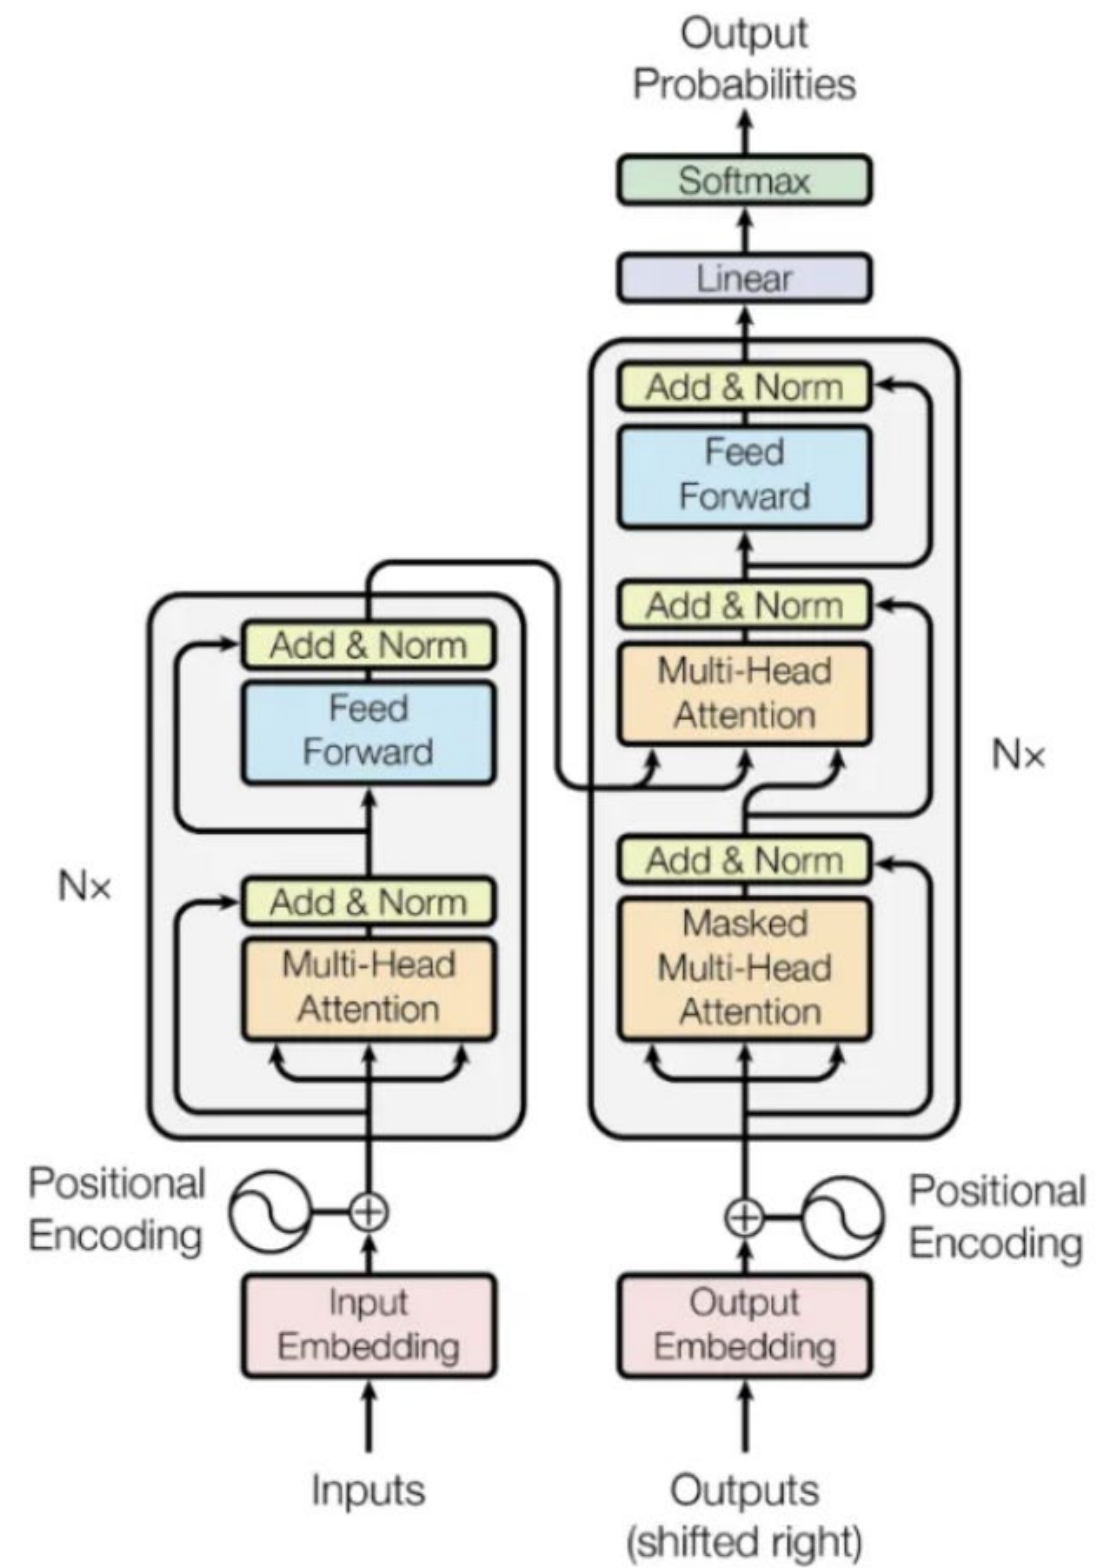 Output
Probabilities
Softmax
Linear
Add & Norm
Feed
Forward
Add & Norm
Multi-Head
Attention
Nx
Add & Norm
Masked
Multi-Head
Attention
Add & Norm
Feed
Forward
Nx
Add & Norm
Multi-Head
Attention
Positional
Encoding
Positional
Encoding
Input
Embedding
Output
Embedding
Inputs
Outputs
(shifted right)